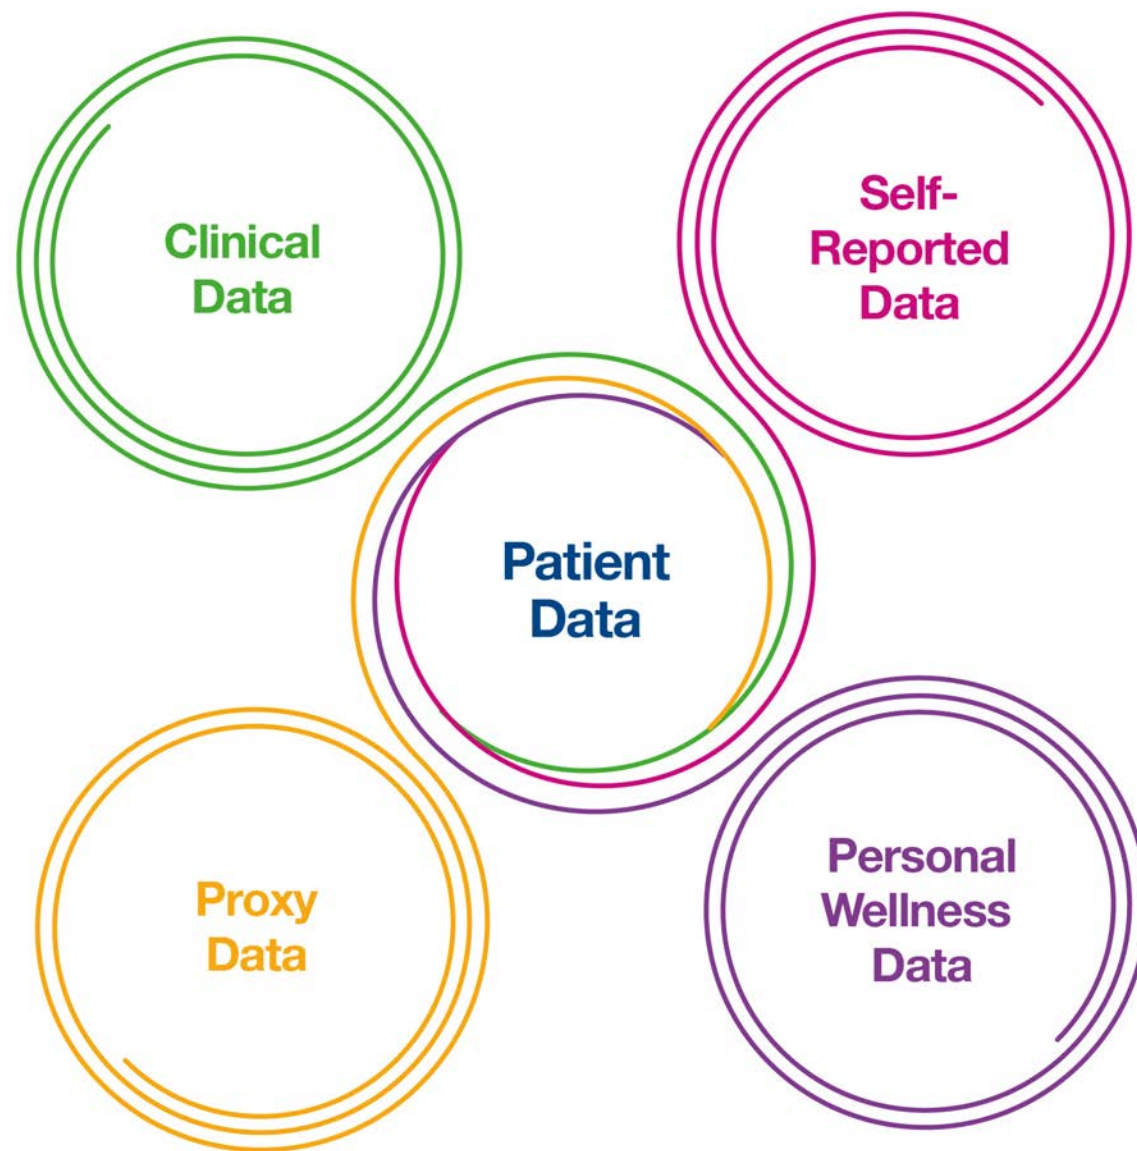 Clinical
Data
Self-
Reported
Data
Patient
Data
Proxy
Data
Personal
Wellness
Data